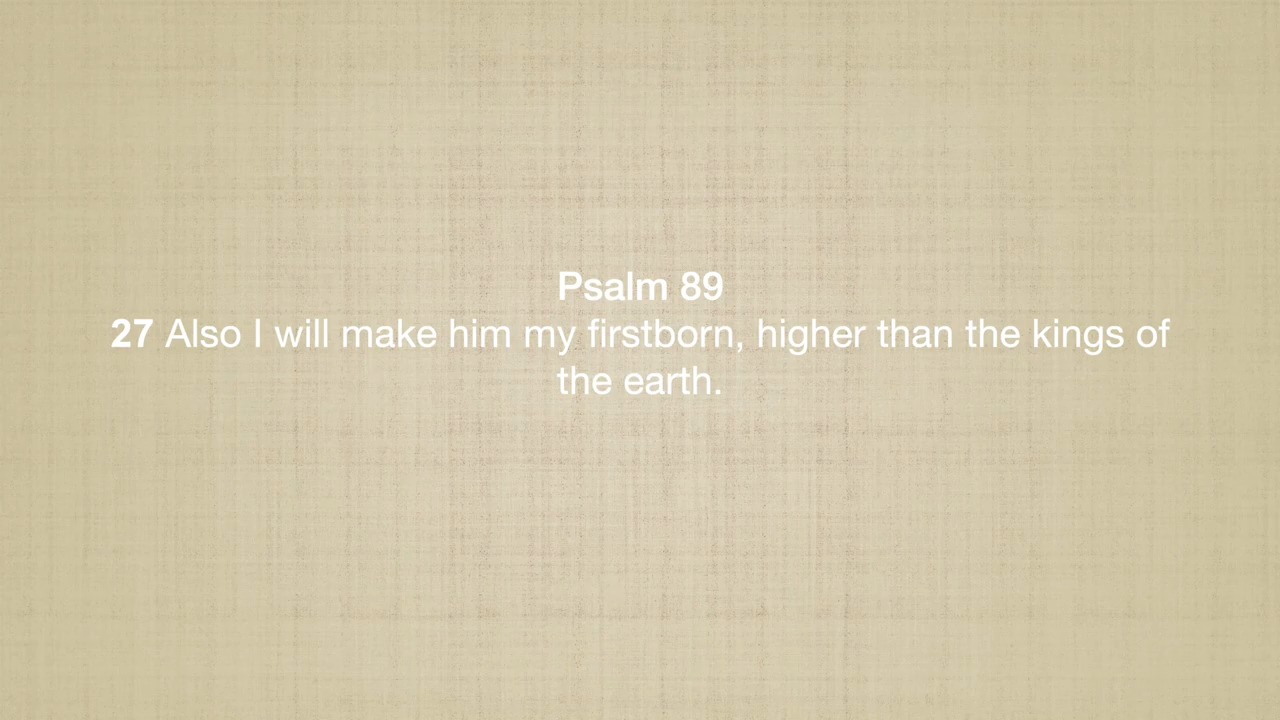 Psalm 89
27 Also I will make him my firstborn, higher than the kings of
the earth.